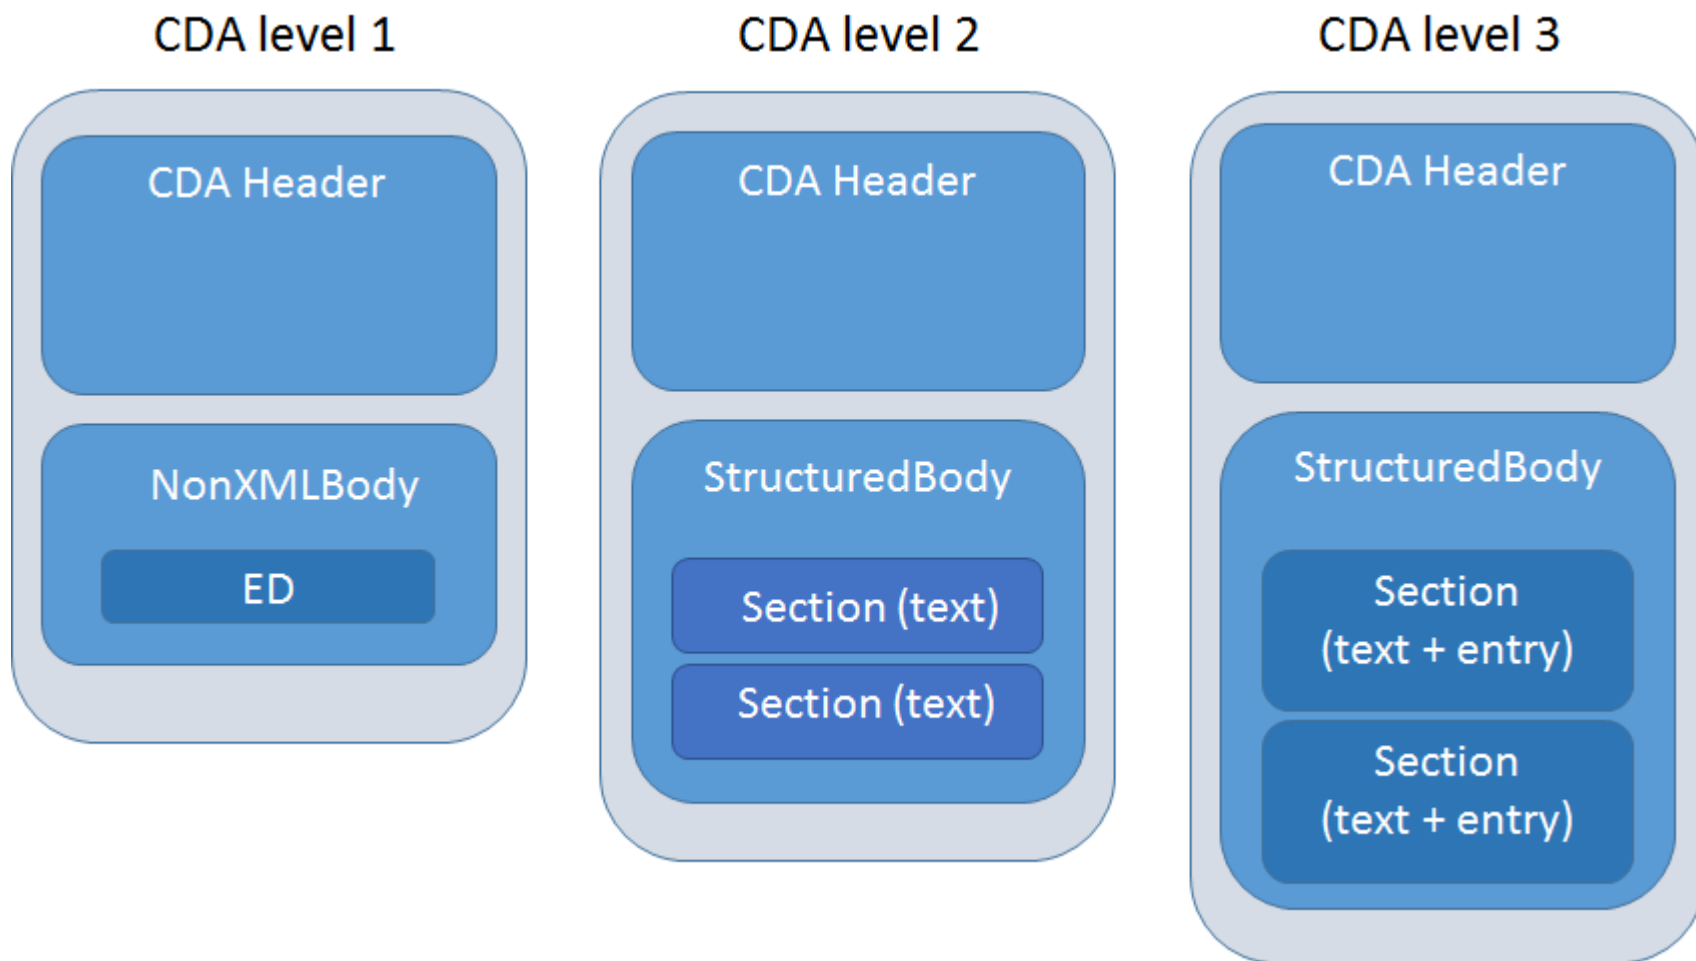 CDA level 1
CDA Header
NonXMLBody
ED
CDA level 2
CDA Header
StructuredBody
Section (text)
Section (text)
CDA level 3
CDA Header
StructuredBody
Section
(text + entry)
Section
(text + entry)